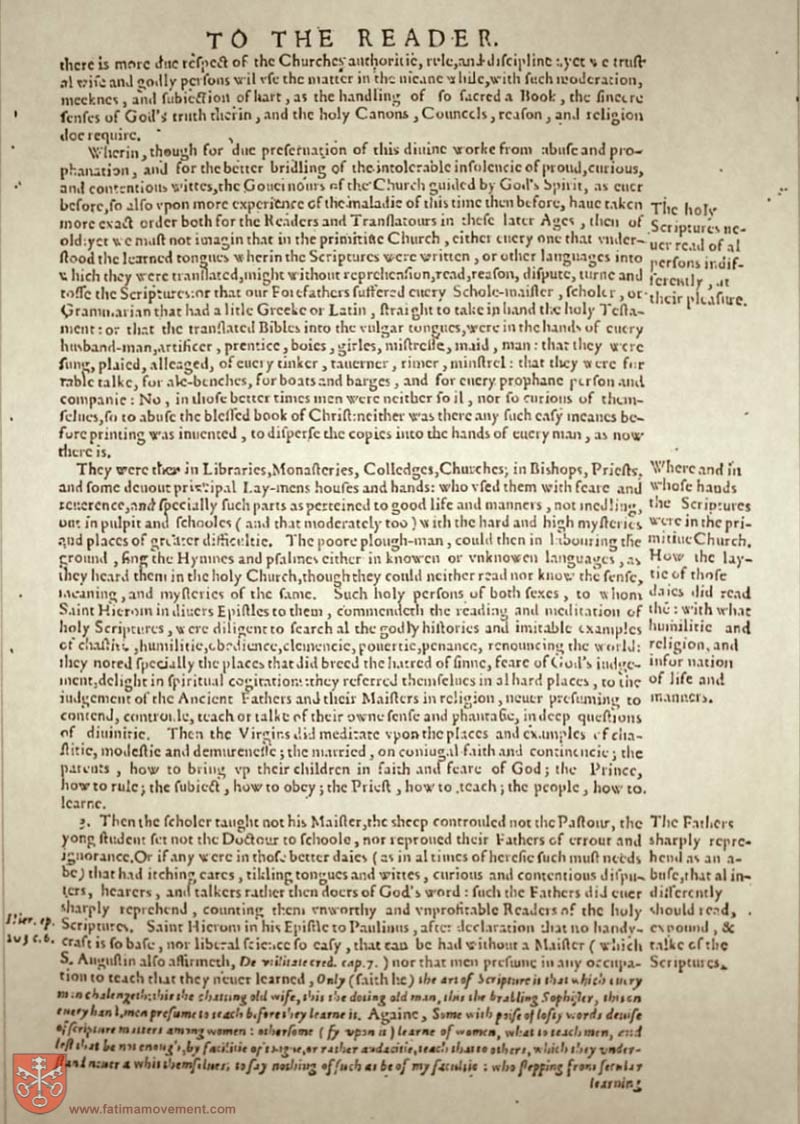 TO THE READER.
there is more due reſpect of the Churches authoritie, rule, and diſcipline: yet we truſt
al wiſe and godly perſons wil vſe the matter in the meane while, with ſuch moderation,
meeknes, and ſubiection of hart, as the handling of ſo ſacred a Book, the ſincere
ſenſes of God's truth therin, and the holy Canons, Councels, reaſon, and religion
doe require.
Wherin, though for due preſeruation of this diuine worke from abuſe and pro-
phanation, and for the better bridling of the intolerable inſolencie of proud, curious,
and contentious wittes, the Gouernours of the Church guided by God's Spirit, as euer
before, ſo alſo vpon more experience of the maladie of this time then before, haue taken
more exact order both for the Readers and Tranſlatours in theſe later Ages, then of
old: yet we muſt not imagin that in the primitiue Church, either euery one that vnder-
ſtood the learned tongues wherin the Scriptures were written, or other languages into
which they were tranſlated, might without reprehenſion, read, reaſon, diſpute, turne and
toſſe the Scriptures: or that our Forefathers ſuffered euery Schole-maiſter, ſcholer, or
Grammarian that had a little Greeke or Latin, ſtraight to take in hand the holy Teſta-
ment: or that the tranſlated Bibles into the vulgar tongues, were in the hands of euery
husband-man, artificer, prentice, boies, girles, miſtreſſe, maid, man: that they were
ſung, plaied, alleaged, of euery tinker, tauerner, rimer, minſtrel: that they were for
table talke, for ale-benches, for boats and barges, and for euery prophane perſon and
companie: No, in thoſe better times men were neither ſo il, nor ſo curious of them-
ſelues, ſo to abuſe the bleſſed book of Chriſt: neither was there any ſuch eaſy meanes be-
fore printing was inuented, to diſperſe the copies into the hands of euery man, as now
there is.
The holy
Scriptures ne-
uer read of al
perſons indif-
ferently, at
their pleaſure.
They were then in Libraries, Monaſteries, Colledges, Churches; in Biſhops, Prieſts,
and ſome deuout principal Lay-mens houſes and hands: who vſed them with feare and
reuerence, and ſpecially ſuch parts as perteined to good life and manners, not medling,
but in pulpit and ſchooles (and that moderately too) with the hard and high myſteries
and places of greater difficultie. The poore plough-man, could then in labouring the
ground, ſing the Hymnes and pſalmes either in knowen or vnknowen languages, as
they heard them in the holy Church, though they could neither read nor know the ſenſe,
meaning, and myſteries of the ſame. Such holy perſons of both ſexes, to whom
Saint Hierom in diuers Epiſtles to them, commendeth the reading and meditation of
holy Scriptures, were diligent to ſearch al the godly hiſtories and imitable examples
of chaſtitie, humilitie, obedience, clemencie, pouertie, penance, renouncing the world:
they noted ſpecially the places that did breed the hatred of ſinne, feare of God's iudge-
ment, delight in ſpiritual cogitations: they referred themſelues in al hard places, to the
iudgement of the Ancient Fathers and their Maiſters in religion, neuer preſuming to
contend, controule, teach or talke of their owne ſenſe and phantaſie, in deep queſtions
of diuinitie. Then the Virgins did meditate vpon the places and examples of cha-
ſtitie, modeſtie and demureneſſe; the married, on coniugal faith and continencie; the
parents, how to bring vp their children in faith and feare of God; the Prince,
how to rule; the ſubiect, how to obey; the Prieſt, how to teach; the people, how to
learne.
Where and in
whoſe hands
the Scriptures
were in the pri-
mitiue Church.
How the lay-
tie of thoſe
daies did read
thē: with what
humilitie and
religion, and
information
of life and
manners.
3. Then the ſcholer taught not his Maiſter, the sheep controuled not the Paſtour, the
yong ſtudent ſet not the Doctour to ſchoole, nor reproued their Fathers of errour and
ignorance. Or if any were in thoſe better daies (as in al times of hereſie ſuch muſt needs
be) that had itching eares, tikling tongues and wittes, curious and contentious diſpu-
ters, hearers, and talkers rather then doers of God's word: ſuch the Fathers did euer
sharply reprehend, counting them vnworthy and vnprofitable Readers of the holy
Scriptures. Saint Hierom in his Epiſtle to Paulinus, after declaration that no handy-
craft is ſo baſe, nor liberal ſcience ſo eaſy, that can be had without a Maiſter (which
S. Auguſtin alſo affirmeth, De vtilitate cred. cap. 7.) nor that men preſume in any occupa-
tion to teach that they neuer learned, Only (ſaith he) the art of Scripture is that which euery
man chalengeth: this the chatting old wife, this the doting old man, this the brabling Sophiſter, this on
euery hand, men preſume to teach before they learne it. Againe, Some with poiſe of lofty words deuiſe
of ſcripture matters among women: otherſome (fy vpon it) learne of women, what to teach men, and
leſt that be not enough, by facilitie of tongue, or rather audacitie, teach that to others, which they vnder-
ſtand neuer a whit themſelues, to ſay nothing of ſuch as be of my facultie: who ſtepping from ſecular
learning
The Fathers
sharply repre-
hend as an a-
buſe, that al in-
differently
should read,
expound, &
talke of the
Scriptures.
Hier. ep.
103. c. 6.
www.fatimamovement.com